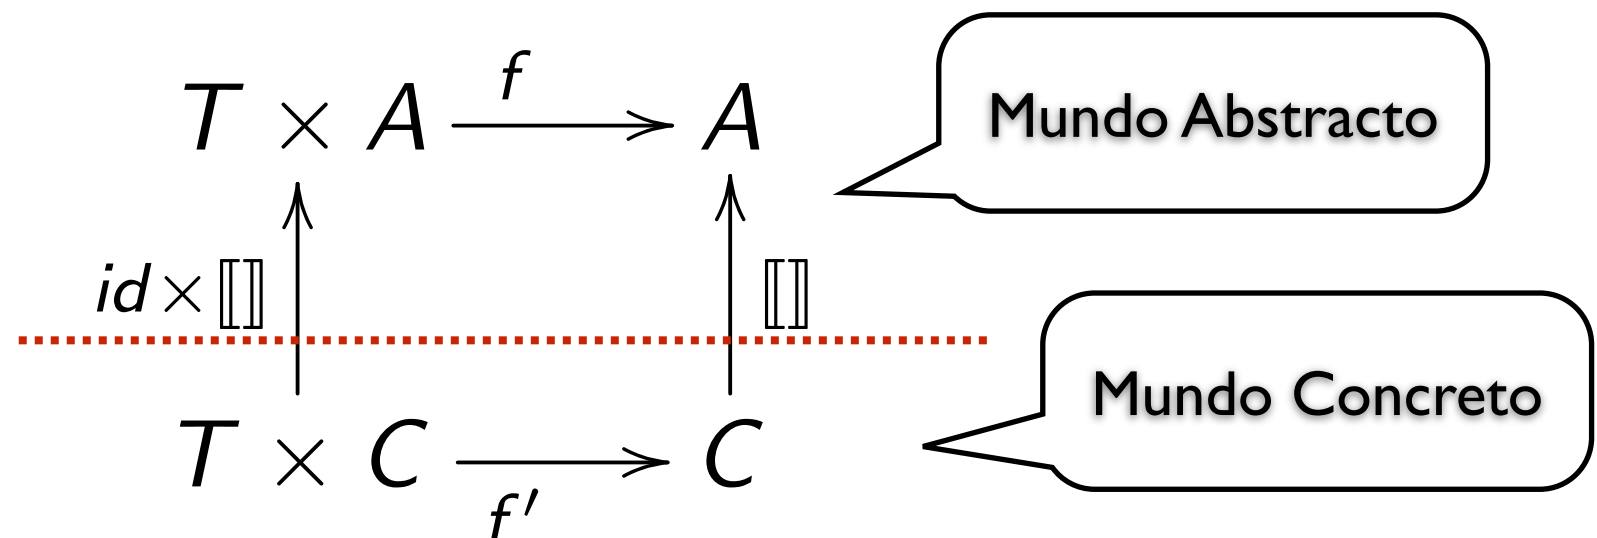 T × A f A
Mundo Abstracto
id × ⟦⟧ ⟦⟧
T × C f′ C
Mundo Concreto